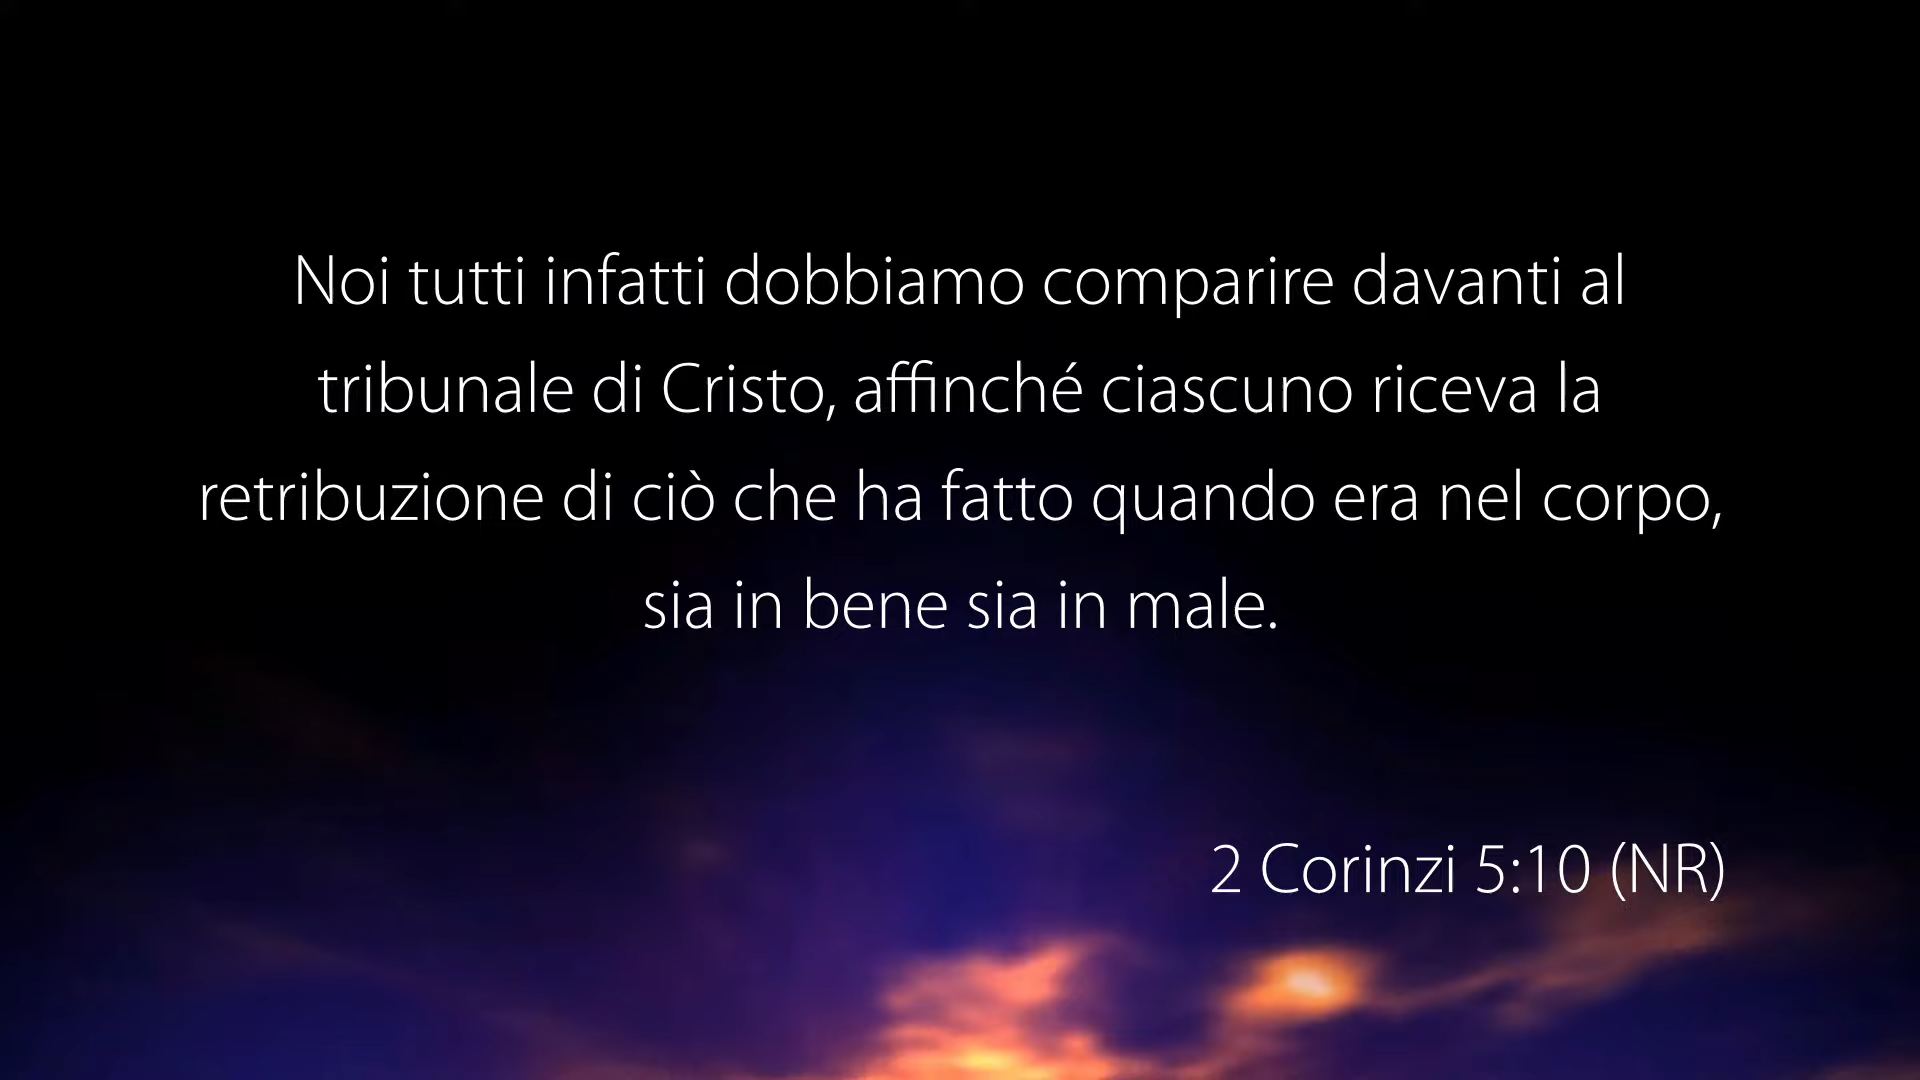 Noi tutti infatti dobbiamo comparire davanti al
tribunale di Cristo, affinché ciascuno riceva la
retribuzione di ciò che ha fatto quando era nel corpo,
sia in bene sia in male.
2 Corinzi 5:10 (NR)